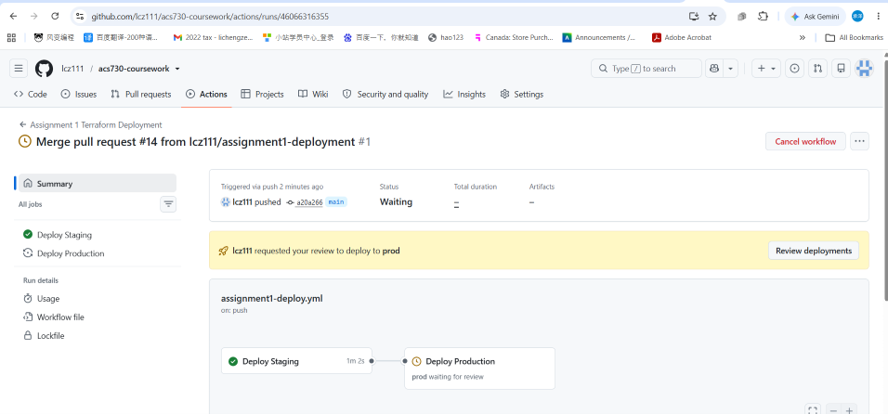 github.com/lcz111/acs730-coursework/actions/runs/46066316355
Ask Gemini
风变编程
百度翻译-200种语...
2022 tax - lichengze...
小站学员中心_登录
百度一下,你就知道
hao123
Canada: Store Purch...
Announcements /...
Adobe Acrobat
»
All Bookmarks
lcz111 / acs730-coursework
Type / to search
Code
Issues
Pull requests
Actions
Projects
Wiki
Security and quality
Insights
Settings
← Assignment 1 Terraform Deployment
Merge pull request #14 from lcz111/assignment1-deployment #1
Cancel workflow
Summary
All jobs
Deploy Staging
Deploy Production
Run details
Usage
Workflow file
Lockfile
Triggered via push 2 minutes ago
lcz111 pushed a20a266 main
Status
Waiting
Total duration
–
Artifacts
–
lcz111 requested your review to deploy to prod
Review deployments
assignment1-deploy.yml
on: push
Deploy Staging 1m 2s
Deploy Production
prod waiting for review